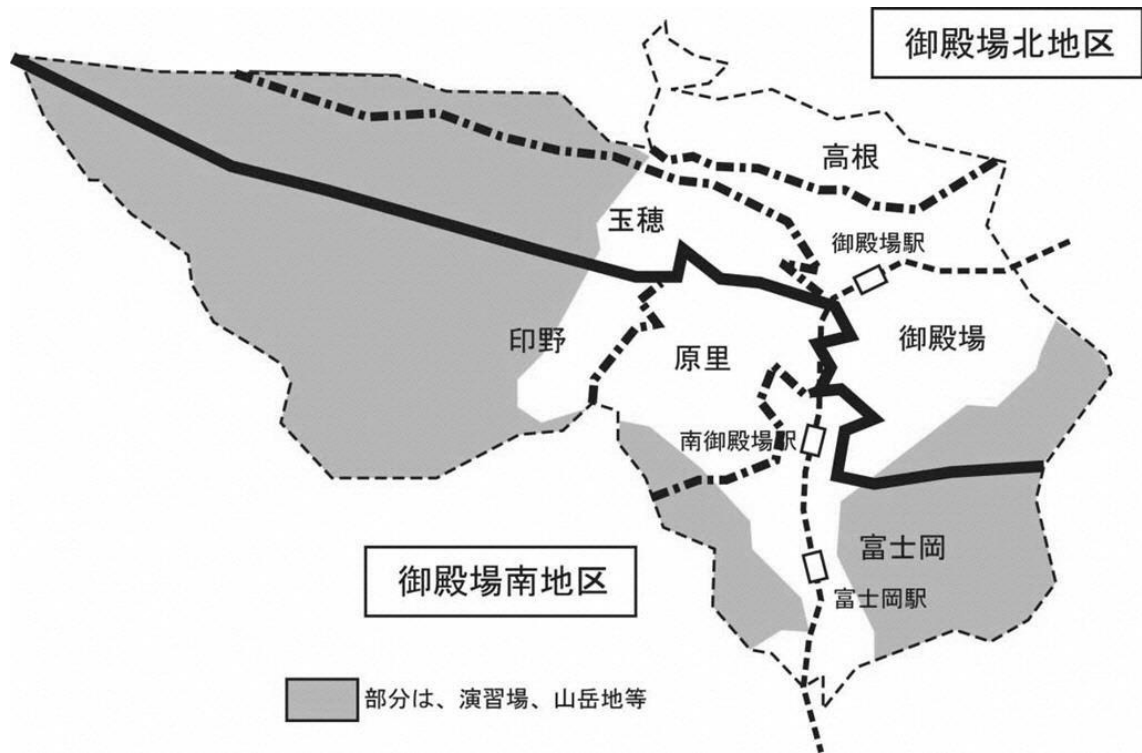 御殿場北地区
高根
玉穂
御殿場駅
印野
原里
御殿場
南御殿場駅
富士岡
御殿場南地区
富士岡駅
部分は、演習場、山岳地等